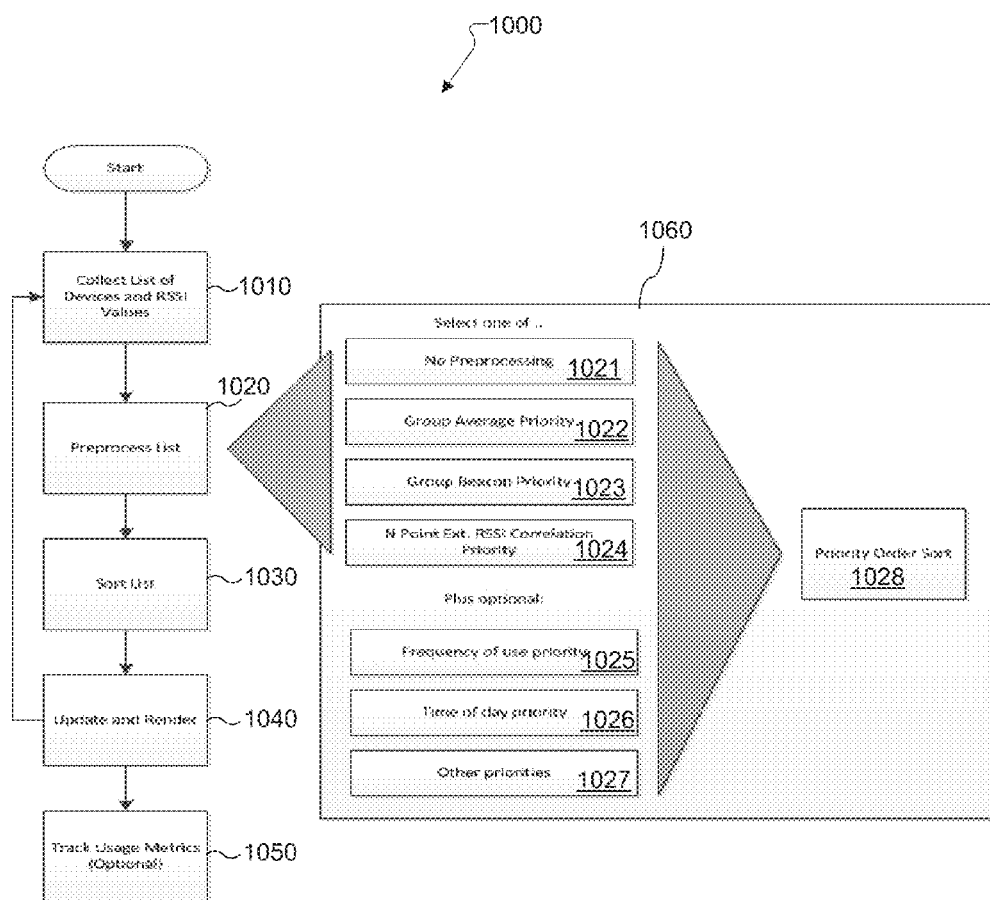 1000
Start
Collect List of
Devices and RSSI
Values
1010
1020
Preprocess List
Sort List
1030
Update and Render
1040
Track Usage Metrics
(Optional)
1050
1060
Select one of ..
No Preprocessing
1021
Group Average Priority
1022
Group Beacon Priority
1023
N Point Ext. RSSI Correlation
Priority
1024
Plus optional:
Frequency of use priority
1025
Time of day priority
1026
Other priorities
1027
Priority Order Sort
1028